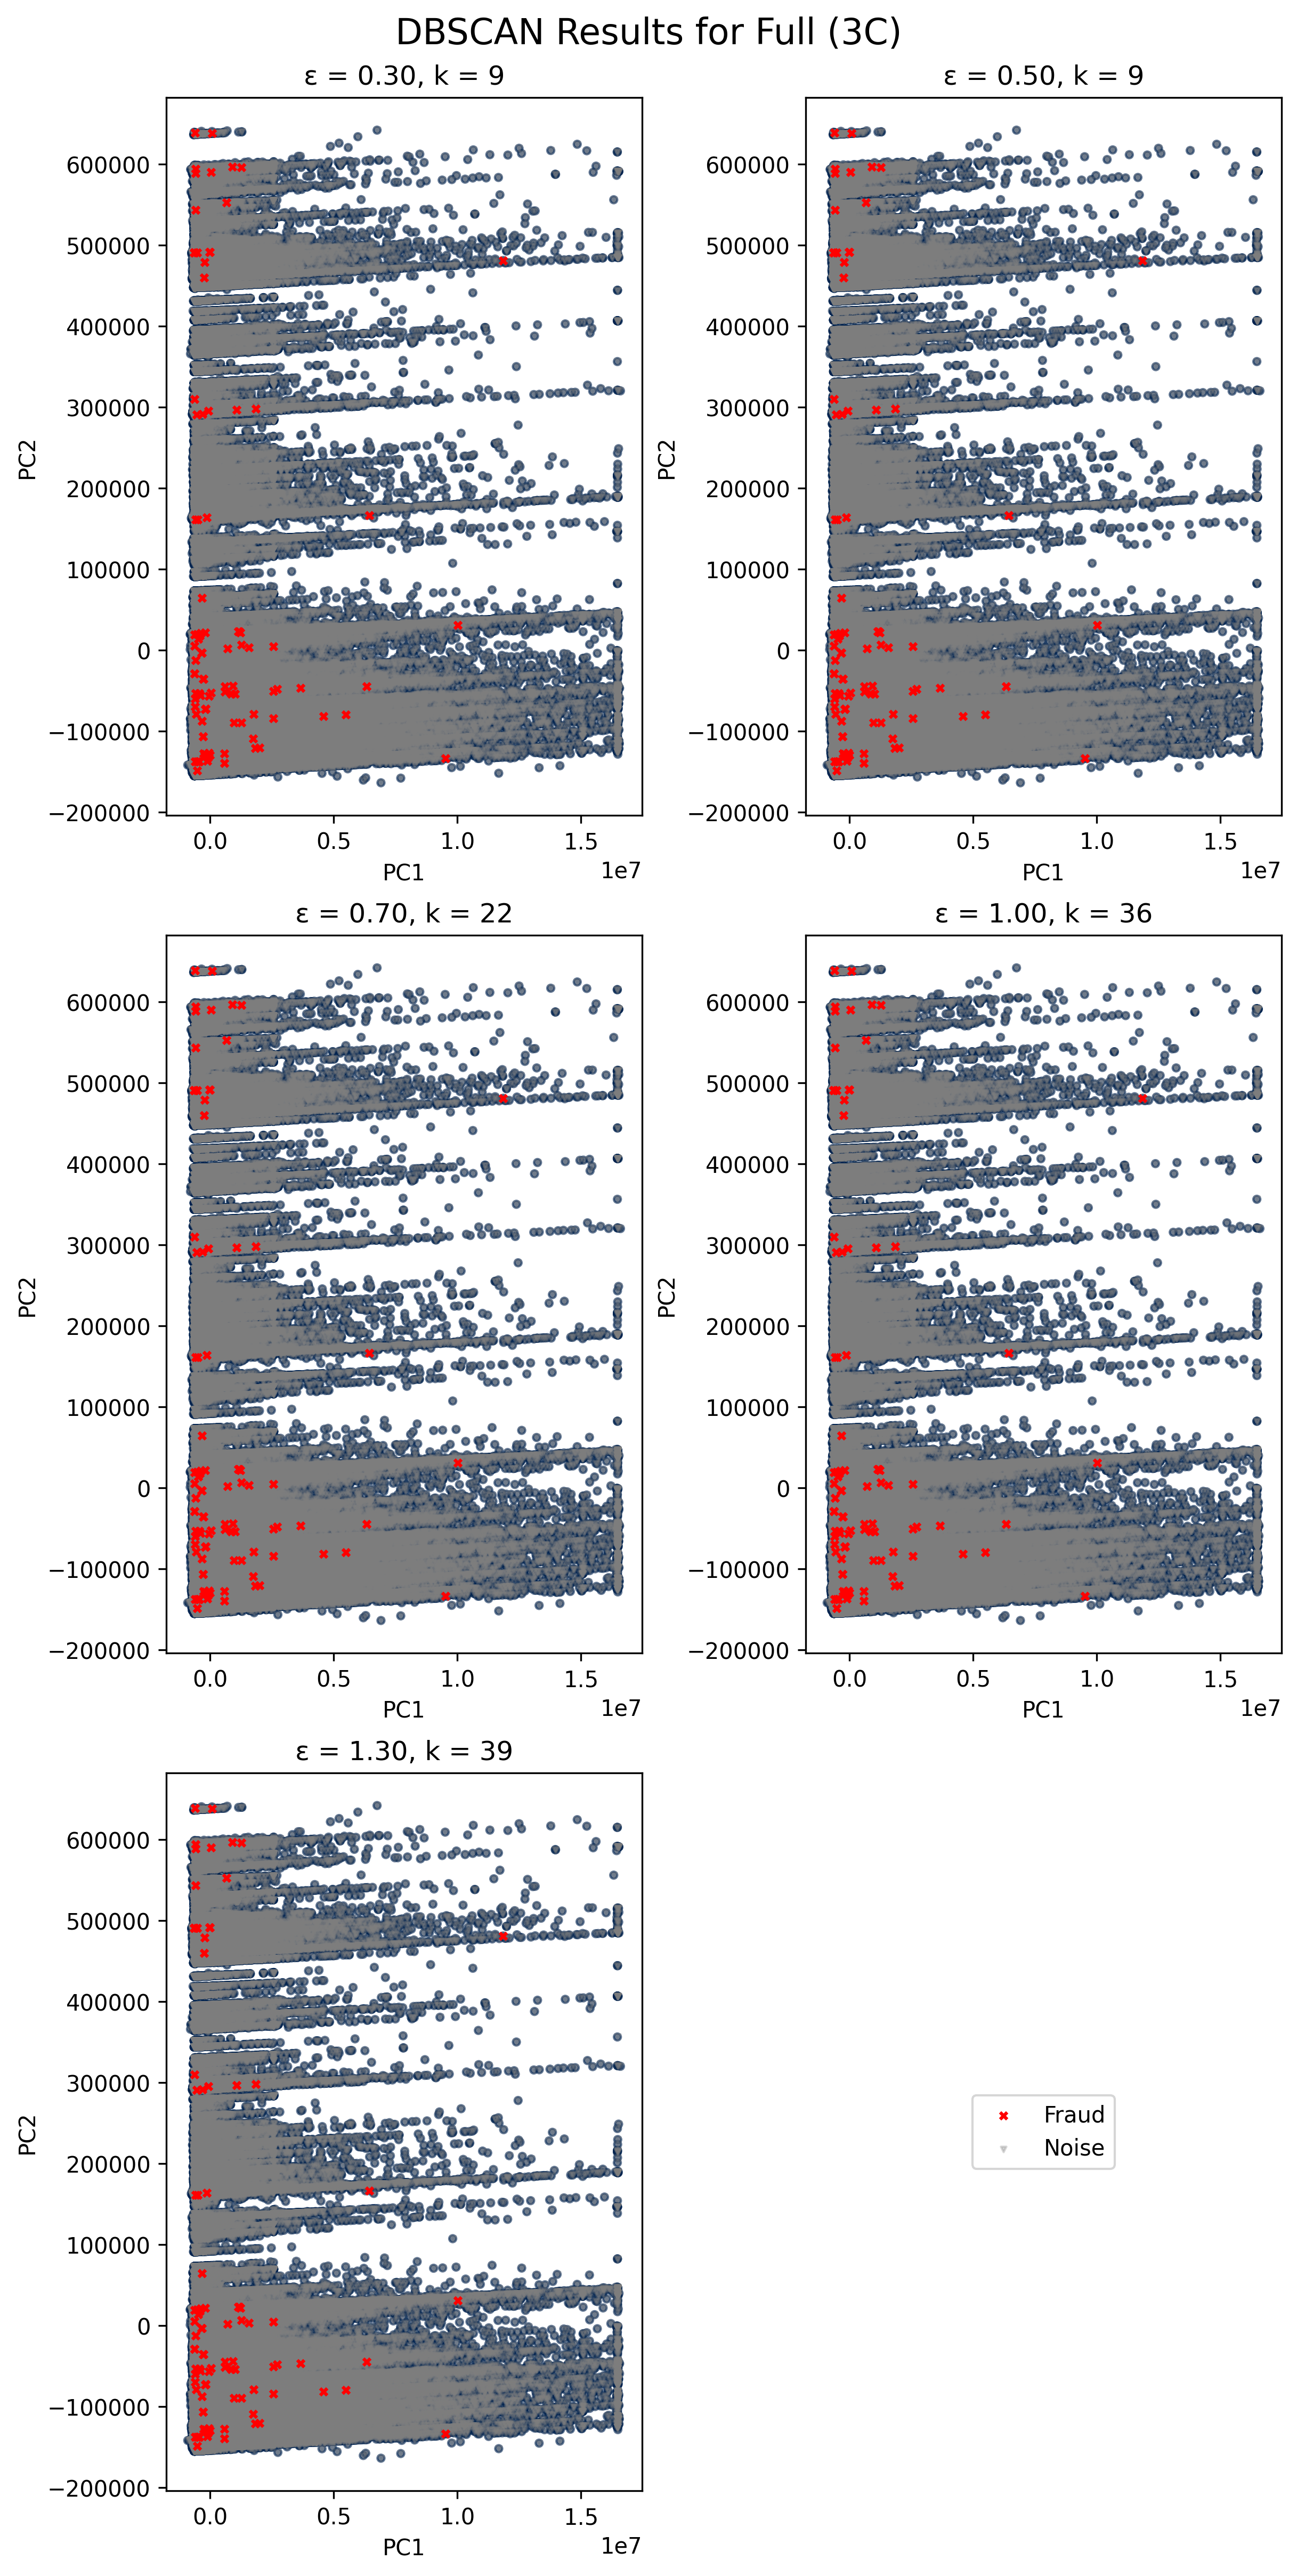 DBSCAN Results for Full (3C)
ε = 0.30, k = 9
ε = 0.50, k = 9
600000
500000
400000
300000
200000
100000
0
−100000
−200000
PC2
0.0 0.5 1.0 1.5
1e7
PC1
600000
500000
400000
300000
200000
100000
0
−100000
−200000
PC2
0.0 0.5 1.0 1.5
1e7
PC1
ε = 0.70, k = 22
ε = 1.00, k = 36
600000
500000
400000
300000
200000
100000
0
−100000
−200000
PC2
0.0 0.5 1.0 1.5
1e7
PC1
600000
500000
400000
300000
200000
100000
0
−100000
−200000
PC2
0.0 0.5 1.0 1.5
1e7
PC1
ε = 1.30, k = 39
600000
500000
400000
300000
200000
100000
0
−100000
−200000
PC2
0.0 0.5 1.0 1.5
1e7
PC1
Fraud
Noise